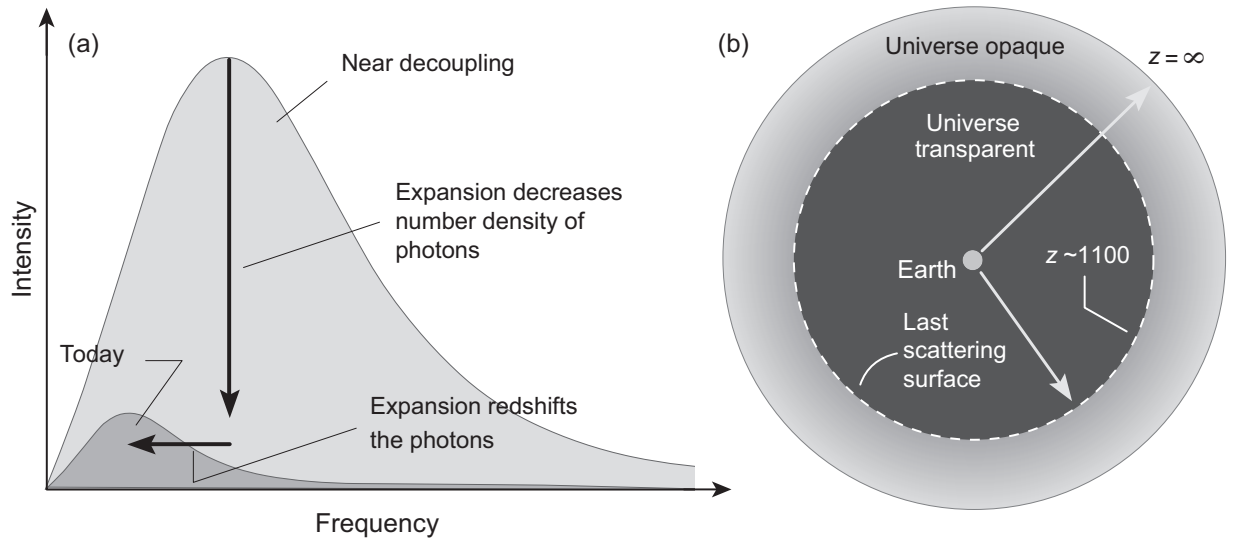 (a)
Near decoupling
Expansion decreases
number density of
photons
Today
Expansion redshifts
the photons
Intensity
Frequency
(b)
Universe opaque
z = ∞
Universe
transparent
Earth
z ~1100
Last
scattering
surface